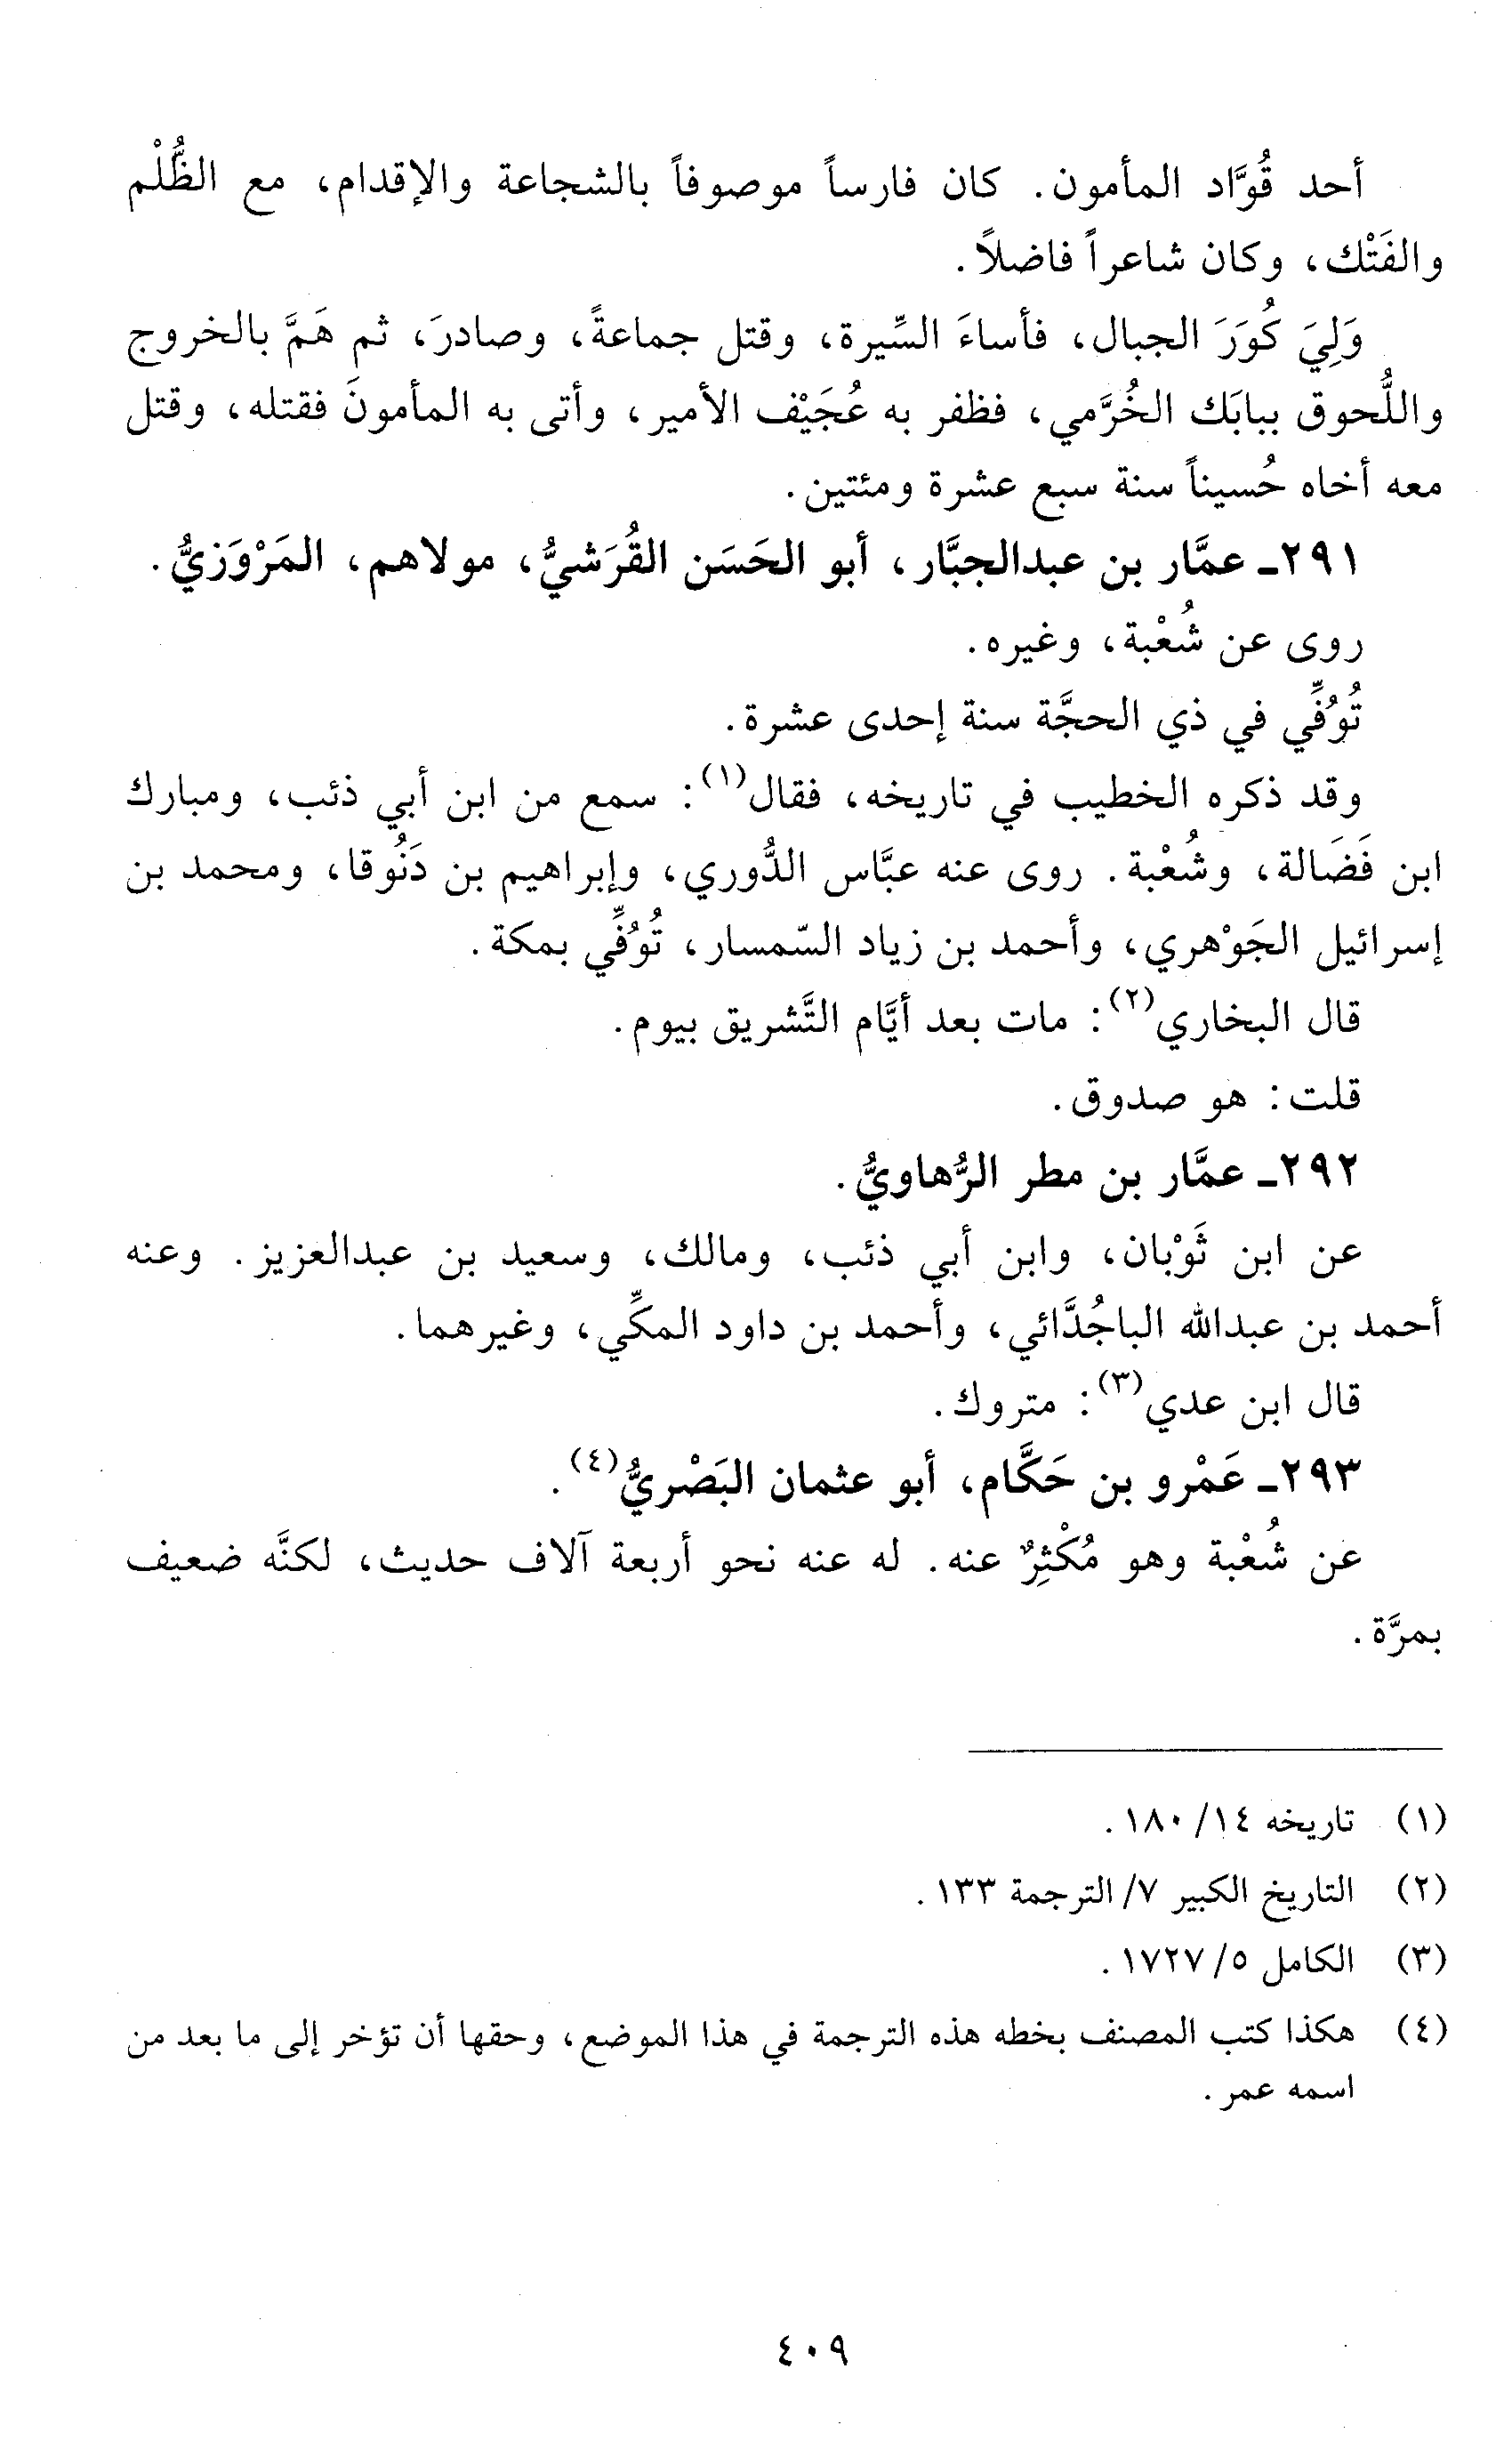 أحد قُوَّاد المأمون. كان فارساً موصوفاً بالشجاعة والإقدام، مع الظُّلْم
والفَتْك، وكان شاعراً فاضلاً.
وَلِيَ كُوَرَ الجبال، فأساءَ السِّيرة، وقتل جماعةً، وصادرَ، ثم هَمَّ بالخروج
واللُّحوق ببابَك الخُرَّمي، فظفر به عُجَيْف الأمير، وأتى به المأمونَ فقتله، وقتل
معه أخاه حُسيناً سنة سبع عشرة ومئتين.
٢٩١- عمَّار بن عبدالجبَّار، أبو الحَسَن القُرَشيُّ، مولاهم، المَرْوَزيُّ.
روى عن شُعْبة، وغيره.
تُوُفِّي في ذي الحجَّة سنة إحدى عشرة.
وقد ذكره الخطيب في تاريخه، فقال(١): سمع من ابن أبي ذئب، ومبارك
ابن فَضَالة، وشُعْبة. روى عنه عبَّاس الدُّوري، وإبراهيم بن دَنُوقا، ومحمد بن
إسرائيل الجَوْهري، وأحمد بن زياد السّمسار، تُوُفِّي بمكة.
قال البخاري(٢): مات بعد أيَّام التَّشريق بيوم.
قلت: هو صدوق.
٢٩٢- عمَّار بن مطر الرُّهاويُّ.
عن ابن ثَوْبان، وابن أبي ذئب، ومالك، وسعيد بن عبدالعزيز. وعنه
أحمد بن عبدالله الباجُدَّائي، وأحمد بن داود المكِّي، وغيرهما.
قال ابن عدي(٣): متروك.
٢٩٣- عَمْرو بن حَكَّام، أبو عثمان البَصْريُّ(٤).
عن شُعْبة وهو مُكْثِرٌ عنه. له عنه نحو أربعة آلاف حديث، لكنَّه ضعيف
بمرَّة.
(١) تاريخه ١٤/ ١٨٠.
(٢) التاريخ الكبير ٧/ الترجمة ١٣٣.
(٣) الكامل ٥/ ١٧٢٧.
(٤) هكذا كتب المصنف بخطه هذه الترجمة في هذا الموضع، وحقها أن تؤخر إلى ما بعد من
اسمه عمر.
٤٠٩